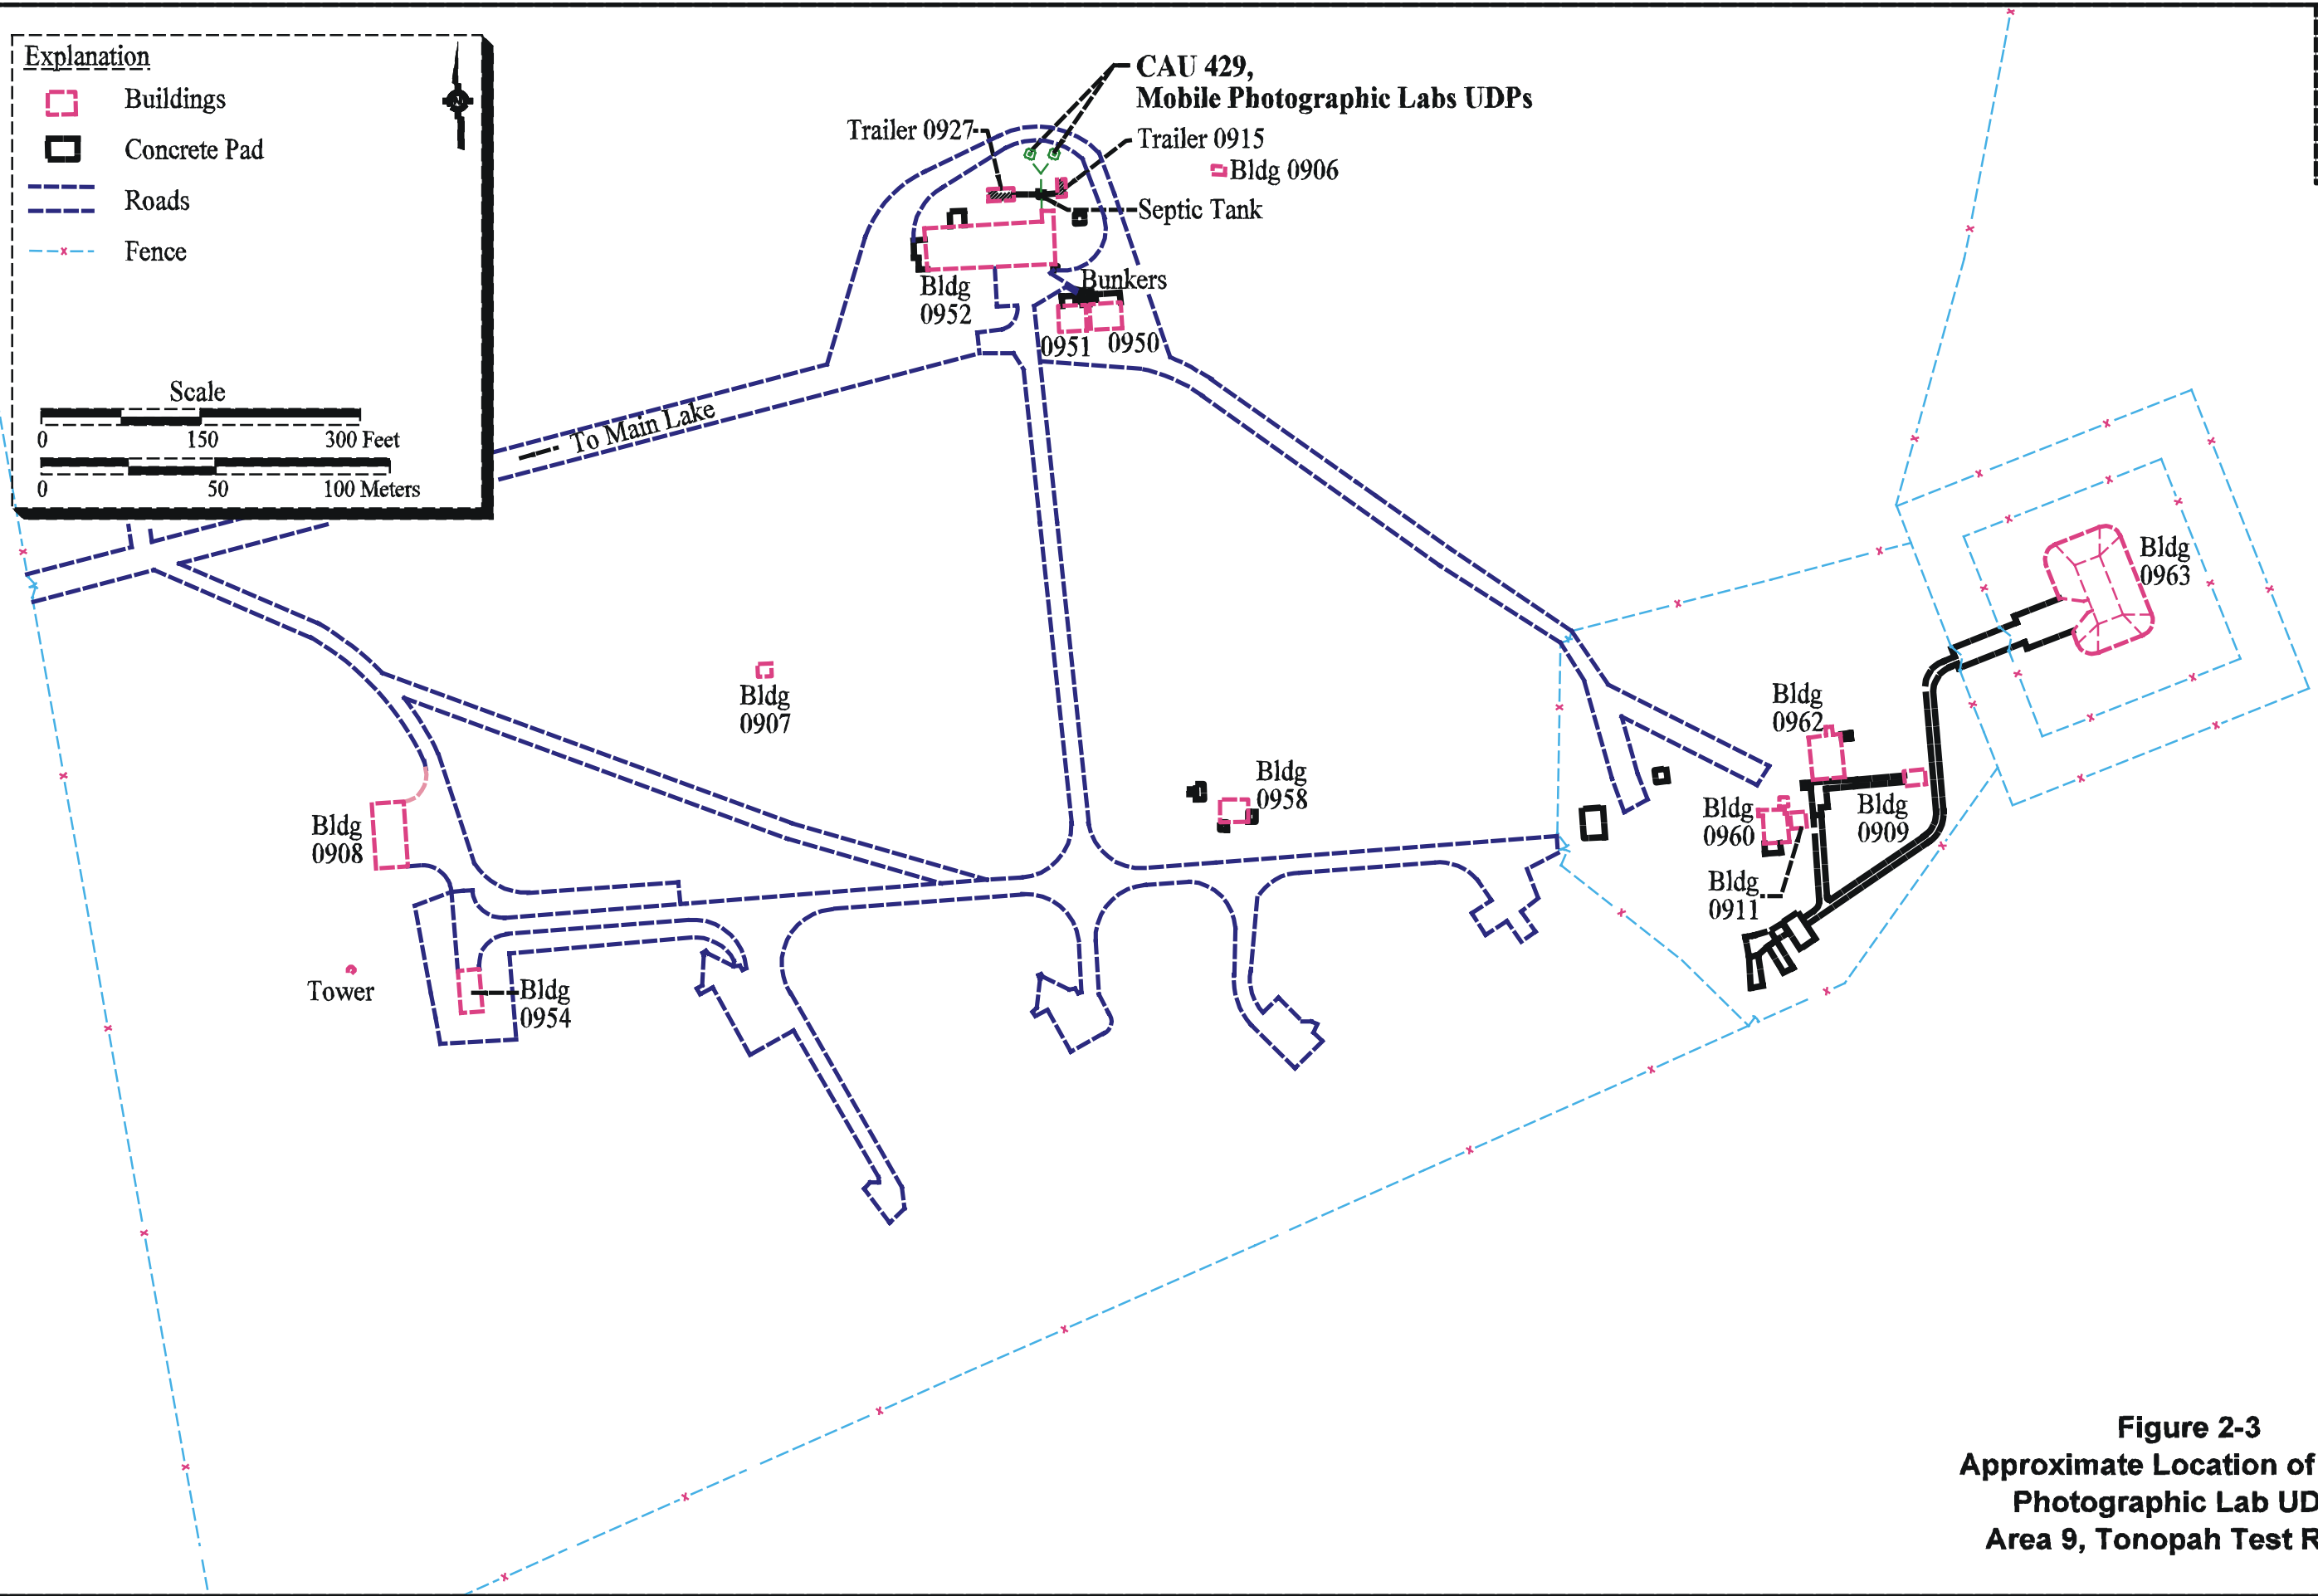 Explanation
Buildings
Concrete Pad
Roads
Fence
Scale
0 150 300 Feet
0 50 100 Meters
CAU 429,
Mobile Photographic Labs UDPs
Trailer 0927
Trailer 0915
Bldg 0906
Septic Tank
Bldg
0952
Bunkers
0951 0950
To Main Lake
Bldg
0963
Bldg
0907
Bldg
0962
Bldg
0958
Bldg
0960
Bldg
0909
Bldg
0908
Bldg
0911
Tower
Bldg
0954
Figure 2-3
Approximate Location of
Photographic Lab UD
Area 9, Tonopah Test R